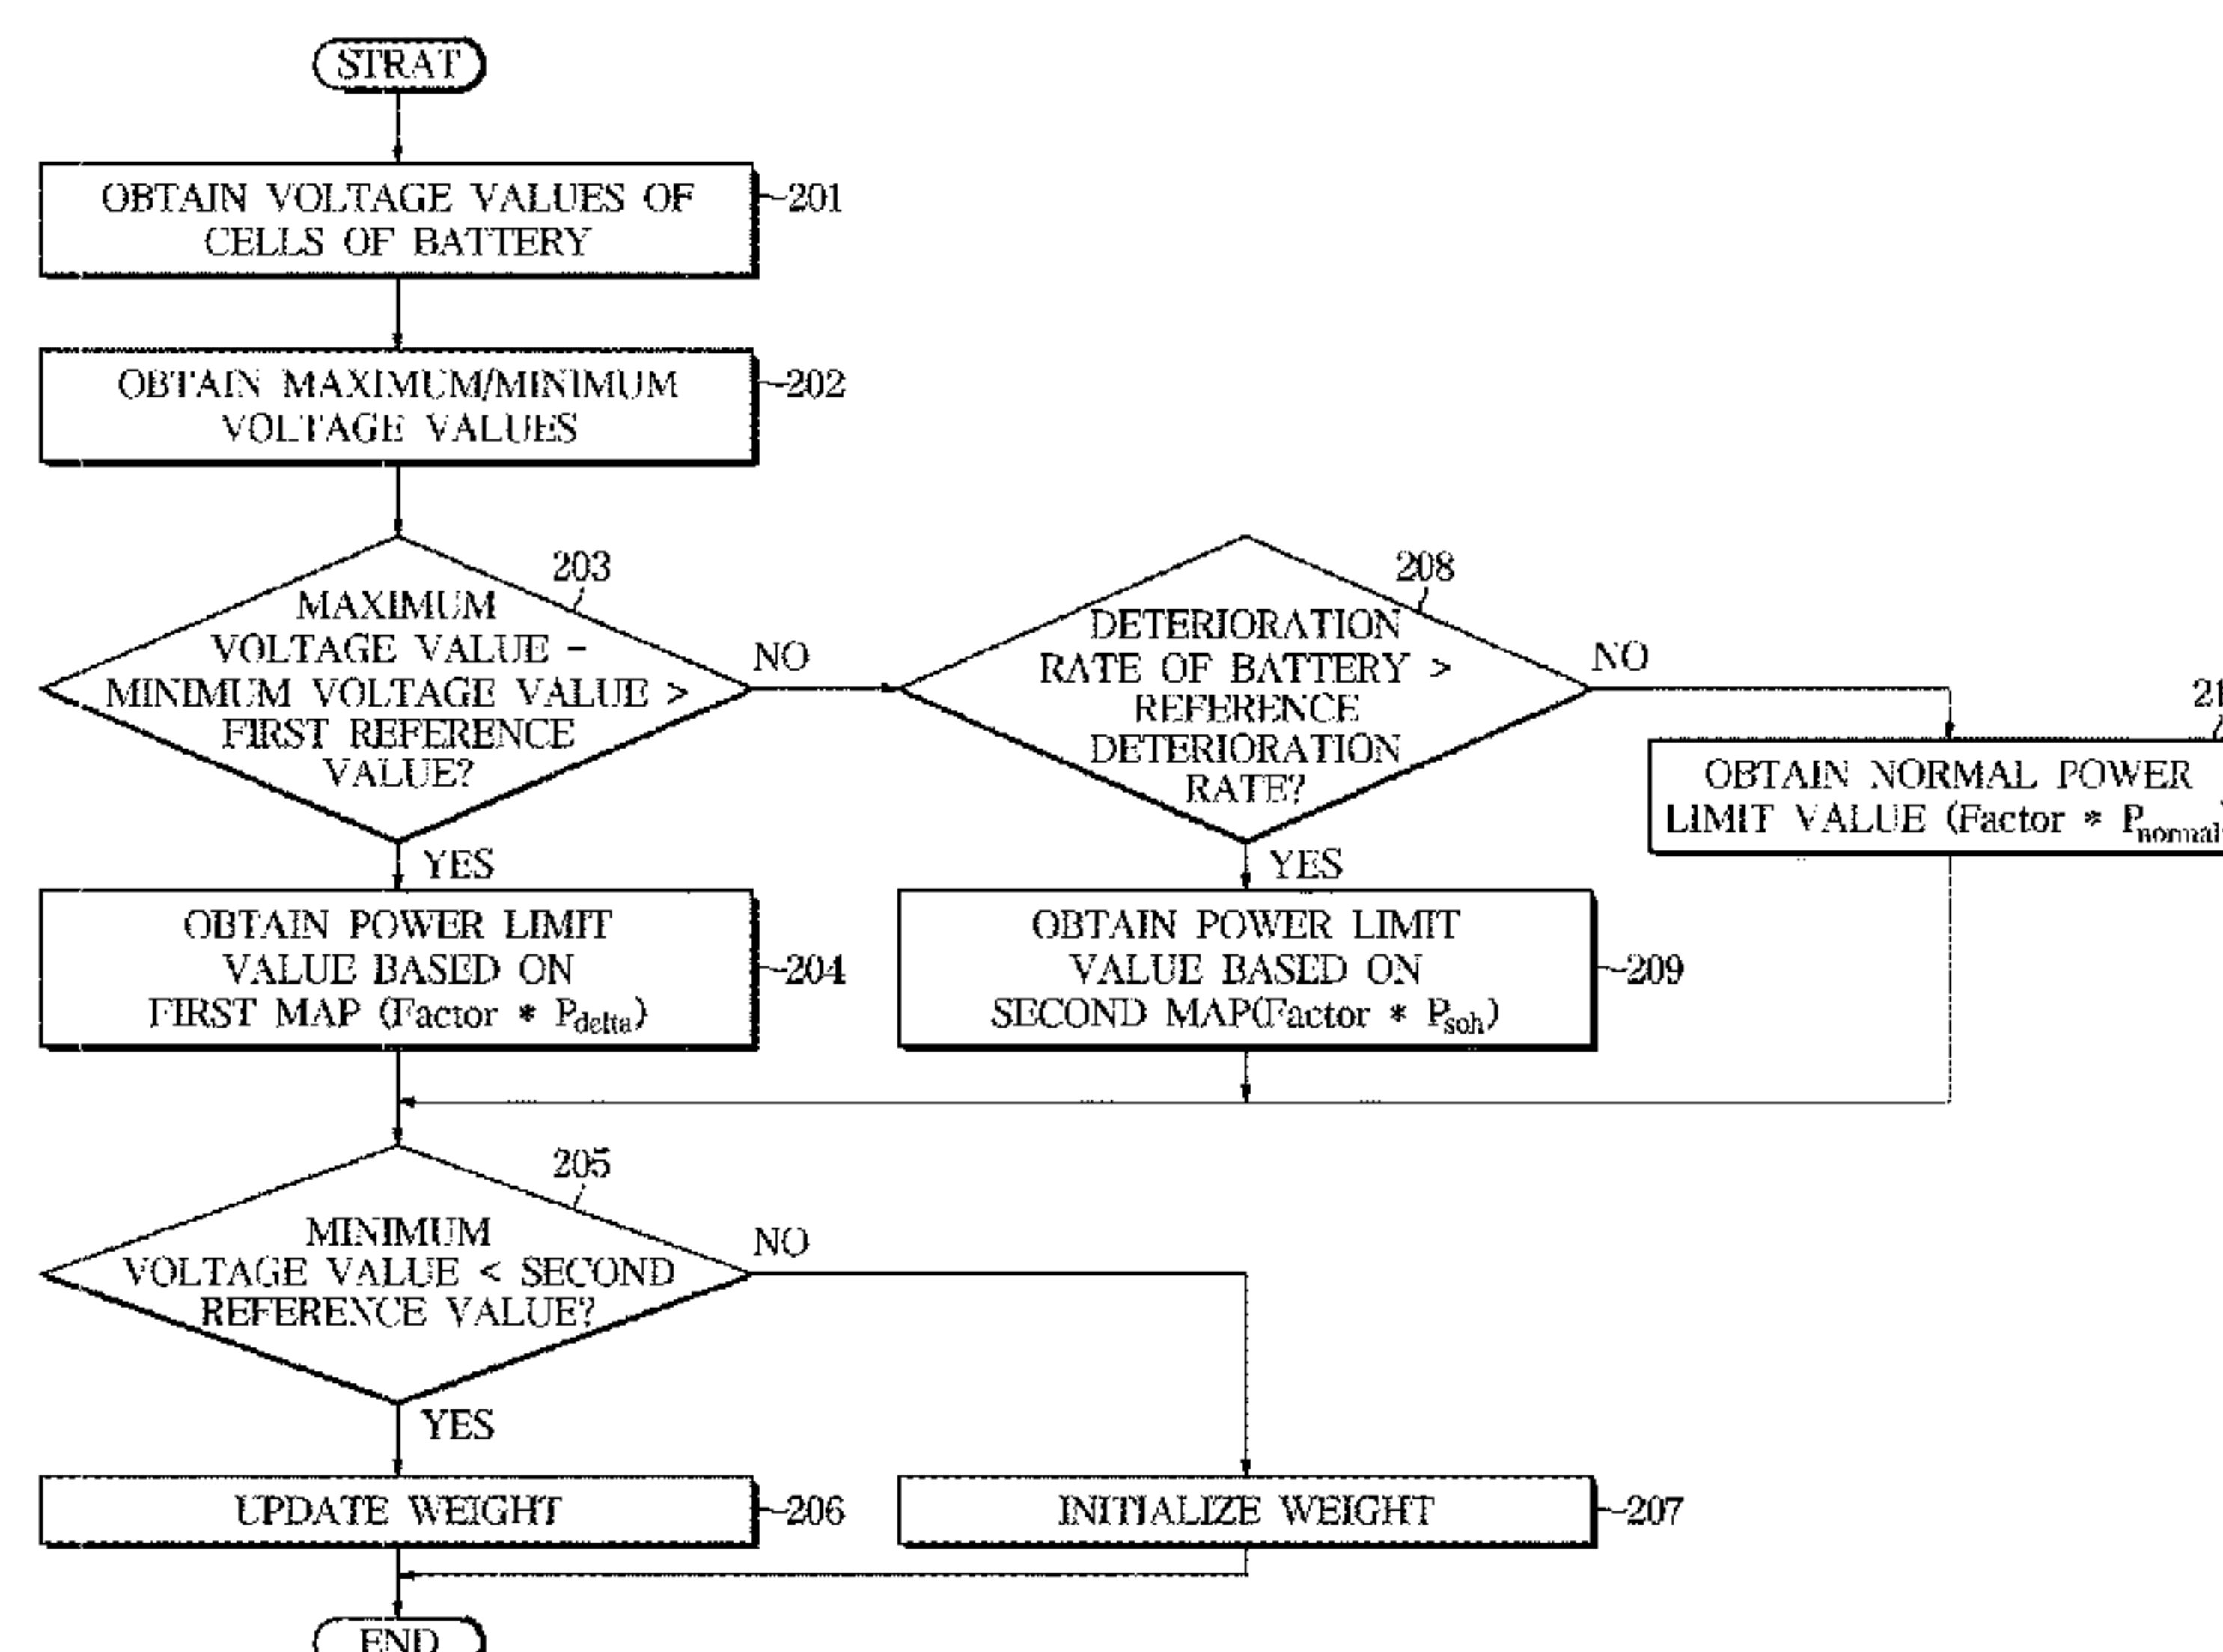 STRAT
OBTAIN VOLTAGE VALUES OF
CELLS OF BATTERY
201
OBTAIN MAXIMUM/MINIMUM
VOLTAGE VALUES
202
203
MAXIMUM
VOLTAGE VALUE -
MINIMUM VOLTAGE VALUE >
FIRST REFERENCE
VALUE?
NO
YES
208
DETERIORATION
RATE OF BATTERY >
REFERENCE
DETERIORATION
RATE?
NO
YES
OBTAIN NORMAL POWER
LIMIT VALUE (Factor * Pnormal)
OBTAIN POWER LIMIT
VALUE BASED ON
FIRST MAP (Factor * Pdelta)
204
OBTAIN POWER LIMIT
VALUE BASED ON
SECOND MAP(Factor * Psoh)
209
205
MINIMUM
VOLTAGE VALUE < SECOND
REFERENCE VALUE?
NO
YES
UPDATE WEIGHT
206
INITIALIZE WEIGHT
207
END